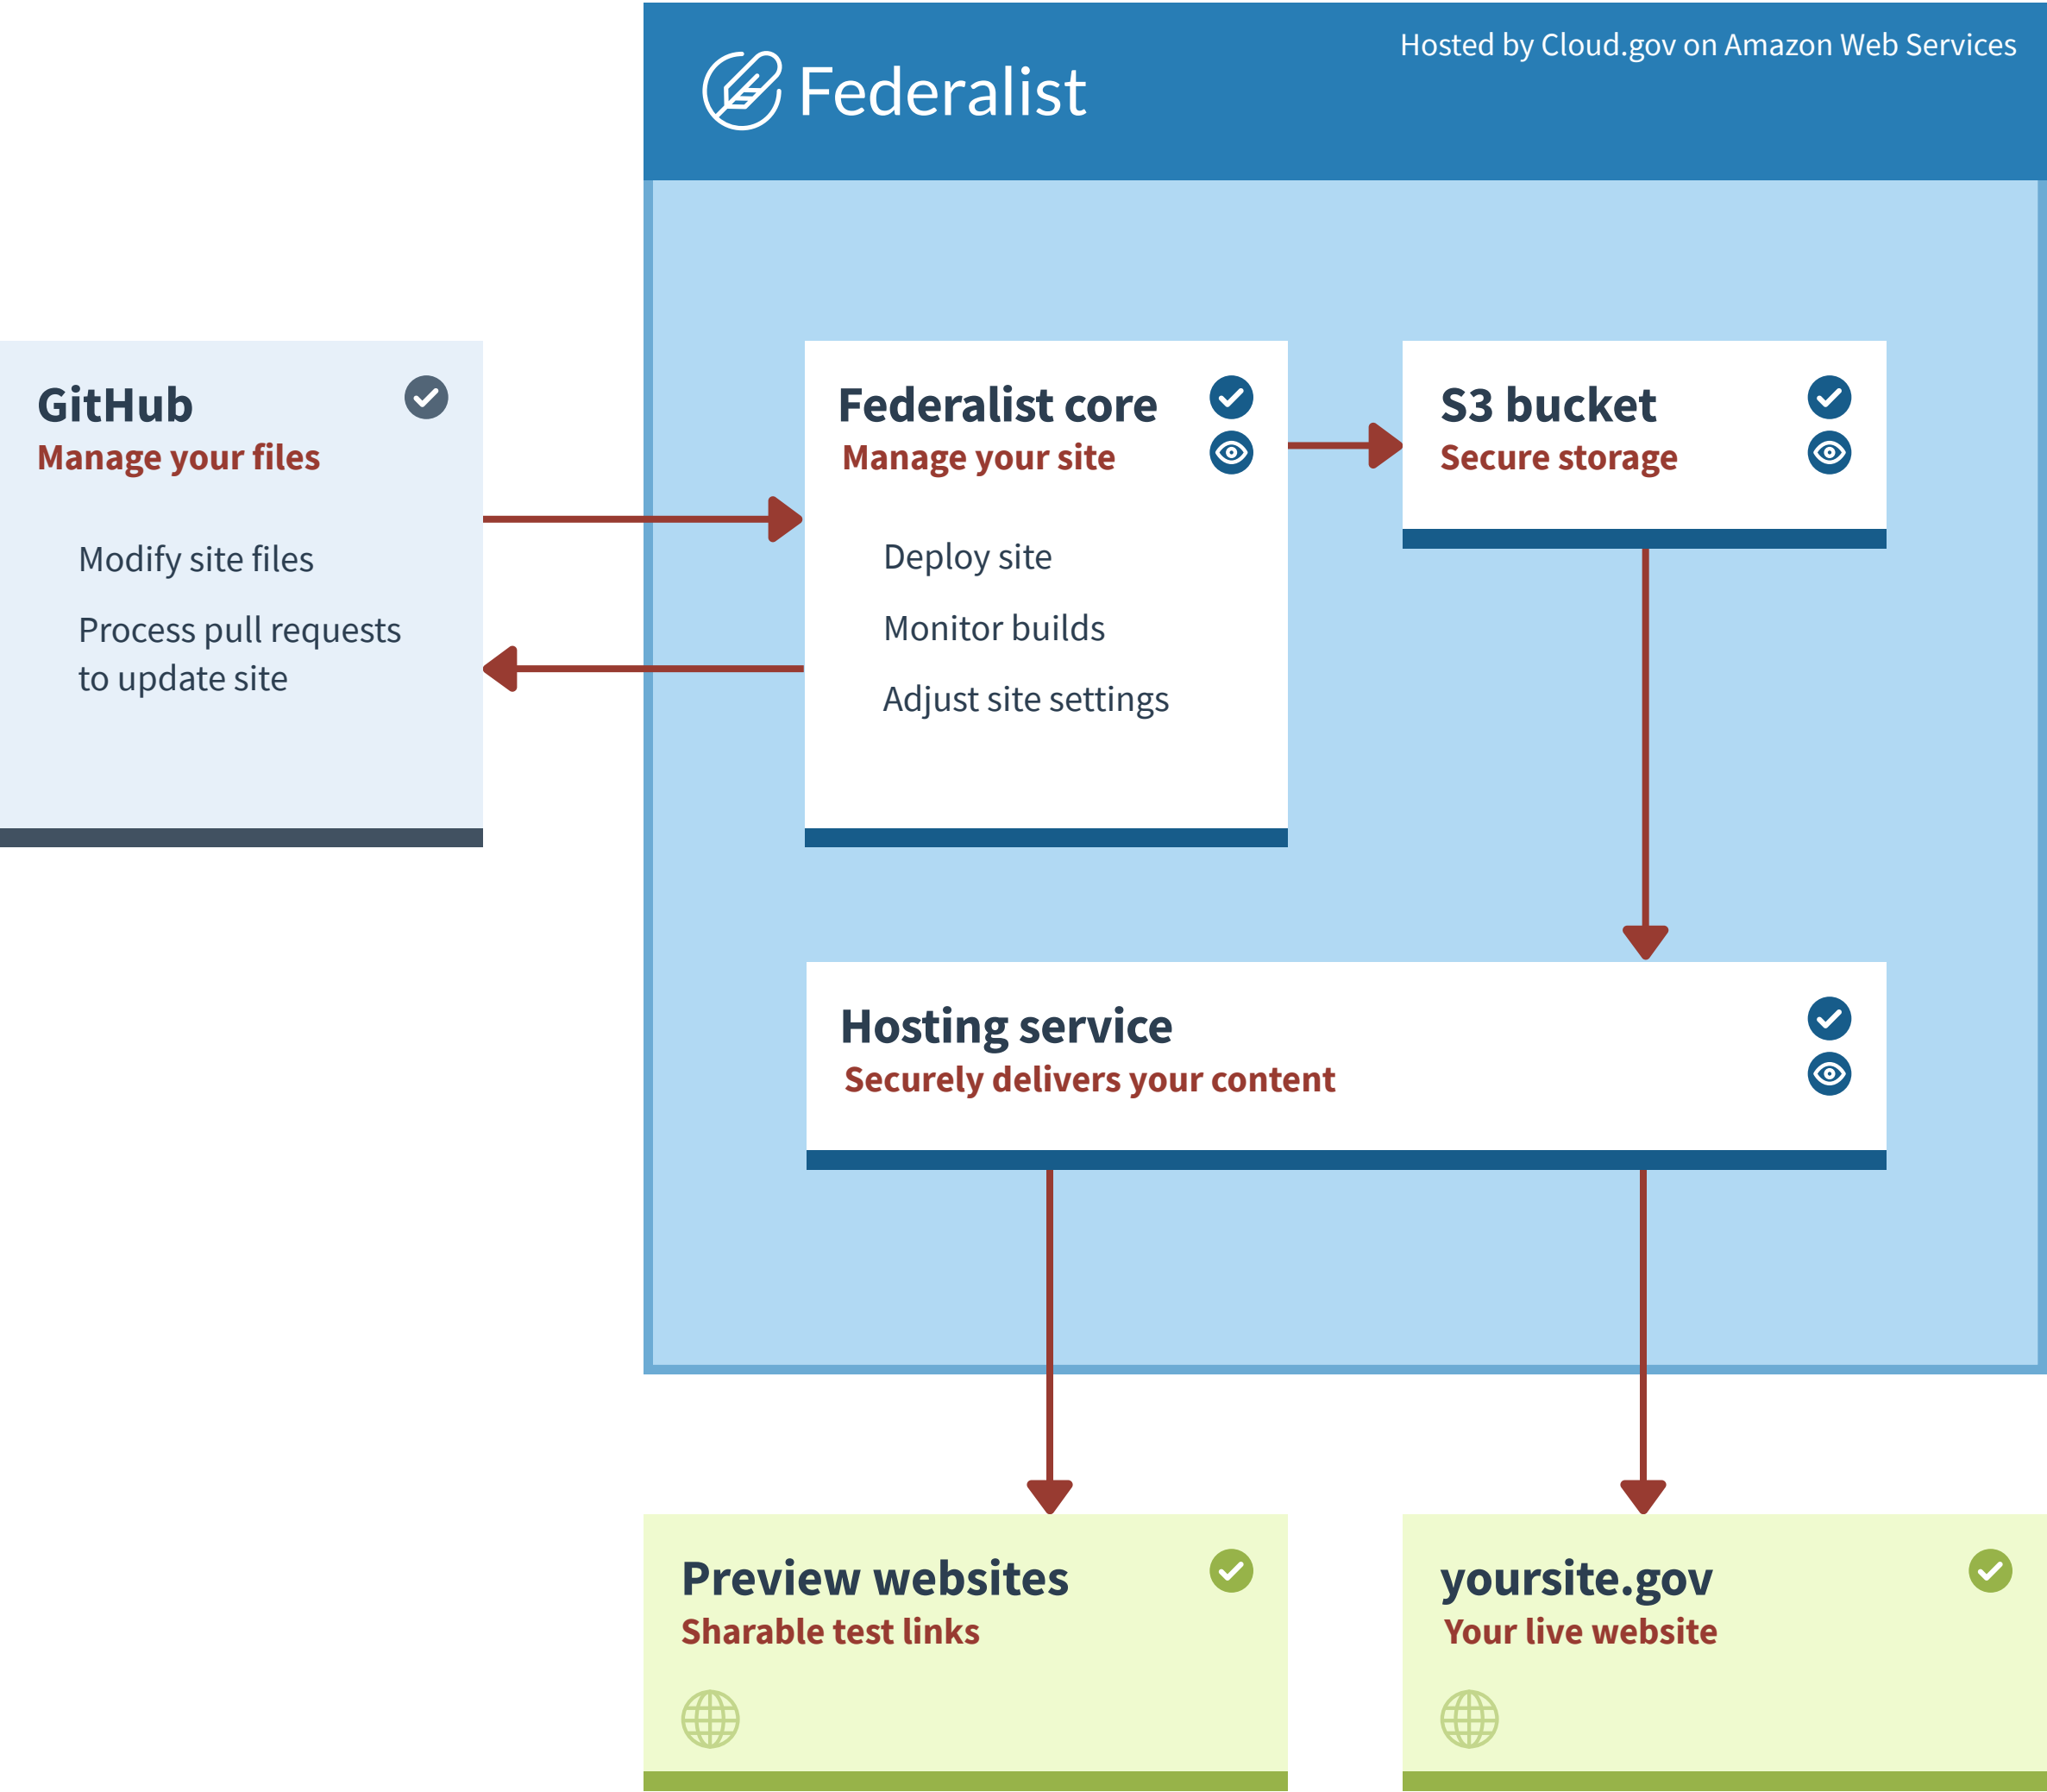 Hosted by Cloud.gov on Amazon Web Services
Federalist
GitHub
Manage your files
Modify site files
Process pull requests
to update site
Federalist core
Manage your site
Deploy site
Monitor builds
Adjust site settings
S3 bucket
Secure storage
Hosting service
Securely delivers your content
Preview websites
Sharable test links
yoursite.gov
Your live website